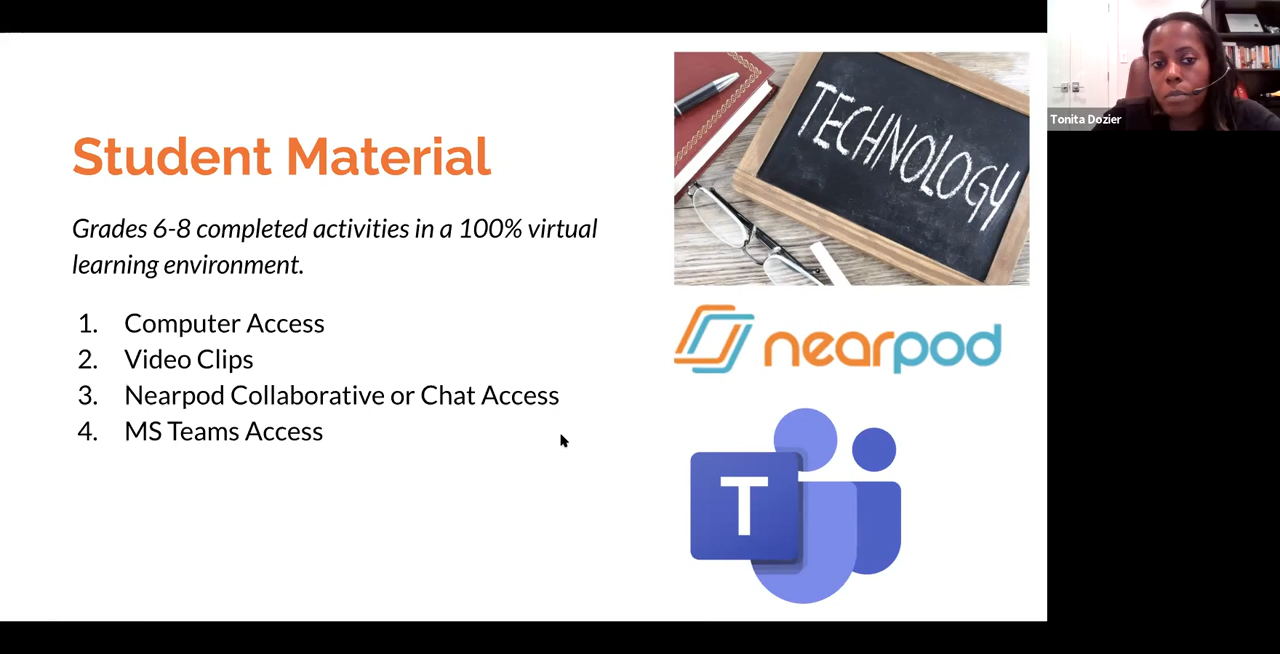 Student Material
Grades 6-8 completed activities in a 100% virtual
learning environment.
1. Computer Access
2. Video Clips
3. Nearpod Collaborative or Chat Access
4. MS Teams Access
TECHNOLOGY
nearpod
T
Tonita Dozier